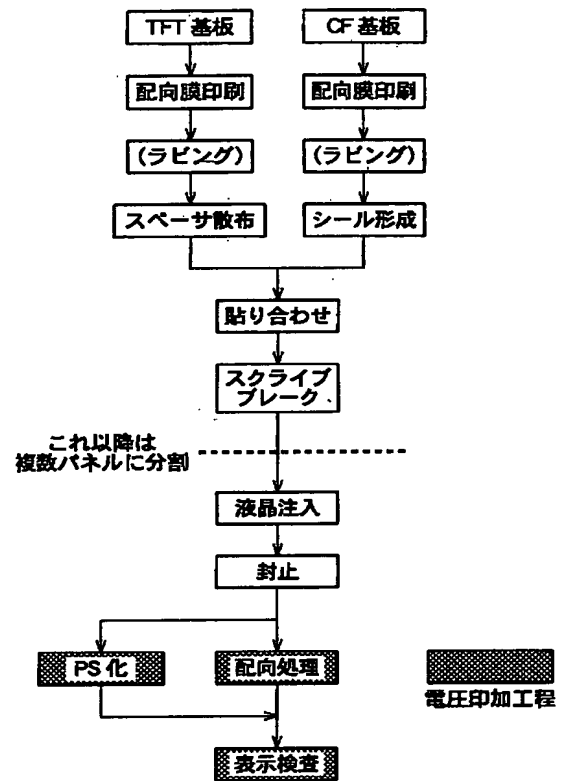 TFT 基板
CF 基板
配向膜印刷
配向膜印刷
(ラビング)
(ラビング)
スペーサ散布
シール形成
貼り合わせ
スクライブ
ブレーク
これ以降は
複数パネルに分割
液晶注入
封止
PS 化
配向処理
電圧印加工程
表示検査